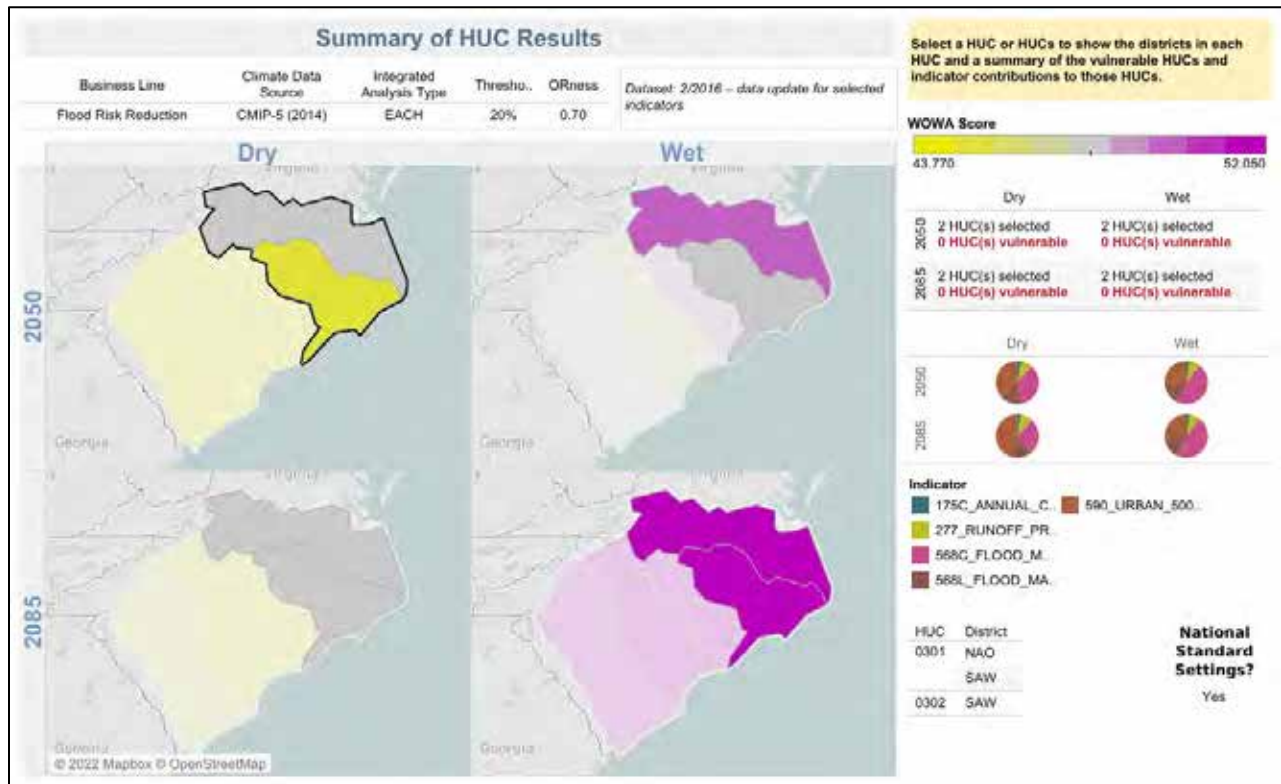 Summary of HUC Results
Business Line
Climate Data
Source
Integrated
Analysis Type
Thresho..
ORness
Flood Risk Reduction
CMIP-5 (2014)
EACH
20%
0.70
Dataset: 2/2016 – data update for selected
indicators
Dry
Wet
2050
2085
Virginia
Virginia
Georgia
Georgia
Virginia
Virginia
Georgia
Georgia
© 2022 Mapbox © OpenStreetMap
Select a HUC or HUCs to show the districts in each
HUC and a summary of the vulnerable HUCs and
indicator contributions to those HUCs.
WOWA Score
43.770
52.050
Dry
Wet
2050
2 HUC(s) selected
0 HUC(s) vulnerable
2 HUC(s) selected
0 HUC(s) vulnerable
2085
2 HUC(s) selected
0 HUC(s) vulnerable
2 HUC(s) selected
0 HUC(s) vulnerable
Dry
Wet
2050
2085
Indicator
175C_ANNUAL_C..
590_URBAN_500..
277_RUNOFF_PR..
568C_FLOOD_M..
568L_FLOOD_MA..
HUC
District
0301
NAO
SAW
0302
SAW
National
Standard
Settings?
Yes